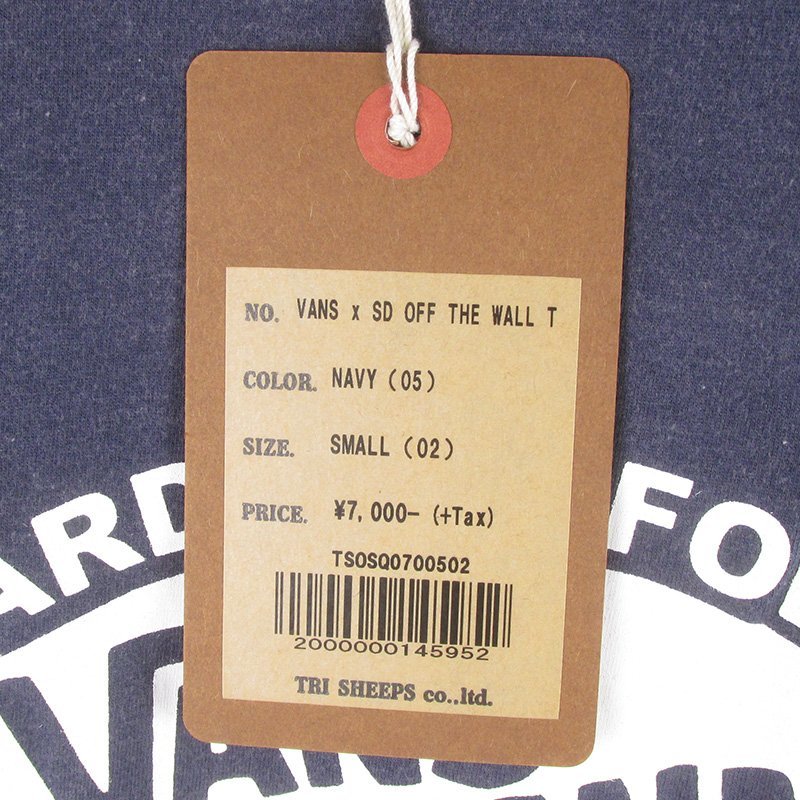 NO. VANS x SD OFF THE WALL T
COLOR. NAVY (05)
SIZE. SMALL (02)
PRICE. ¥7,000- (+Tax)
TSOSQ0700502
2000000145952
TRI SHEEPS co.,ltd.
ARD FO
VANS